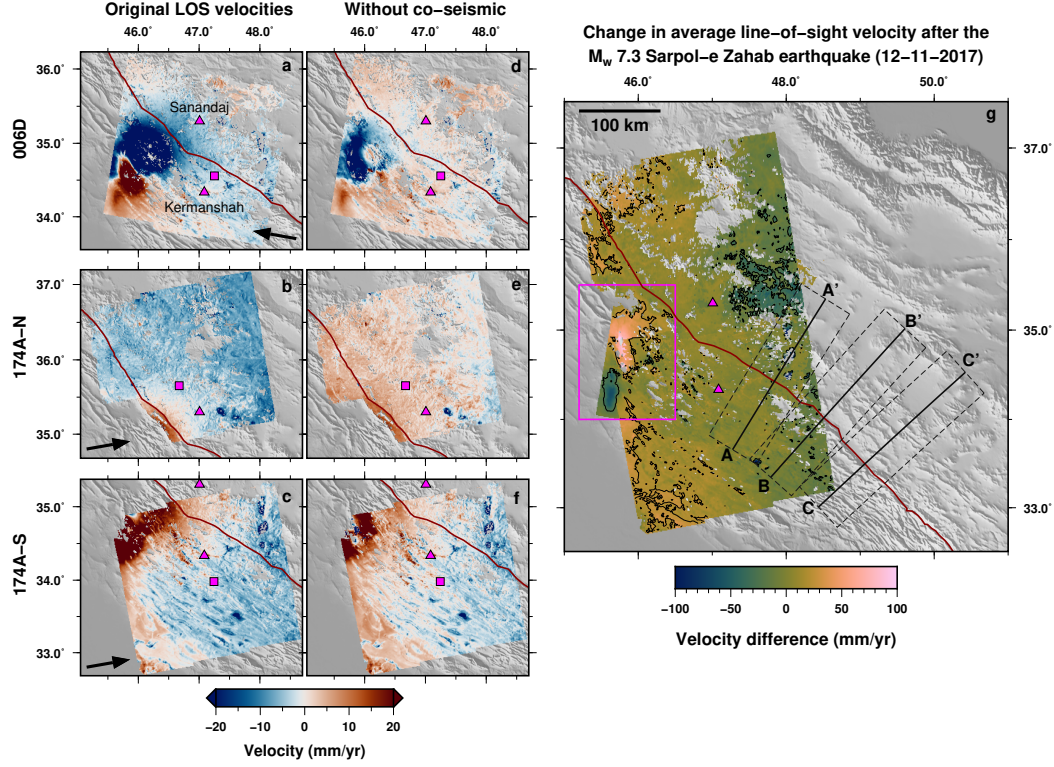 Original LOS velocities
Without co−seismic
46.0˚ 47.0˚ 48.0˚
46.0˚ 47.0˚ 48.0˚
006D
36.0˚
35.0˚
34.0˚
a
Sanandaj
Kermanshah
d
174A−N
37.0˚
36.0˚
35.0˚
b
e
174A−S
35.0˚
34.0˚
33.0˚
c
f
−20 −10 0 10 20
Velocity (mm/yr)
Change in average line−of−sight velocity after the
Mw 7.3 Sarpol−e Zahab earthquake (12−11−2017)
46.0˚ 48.0˚ 50.0˚
100 km
g
37.0˚
35.0˚
33.0˚
A'
B'
C'
A
B
C
−100 −50 0 50 100
Velocity difference (mm/yr)